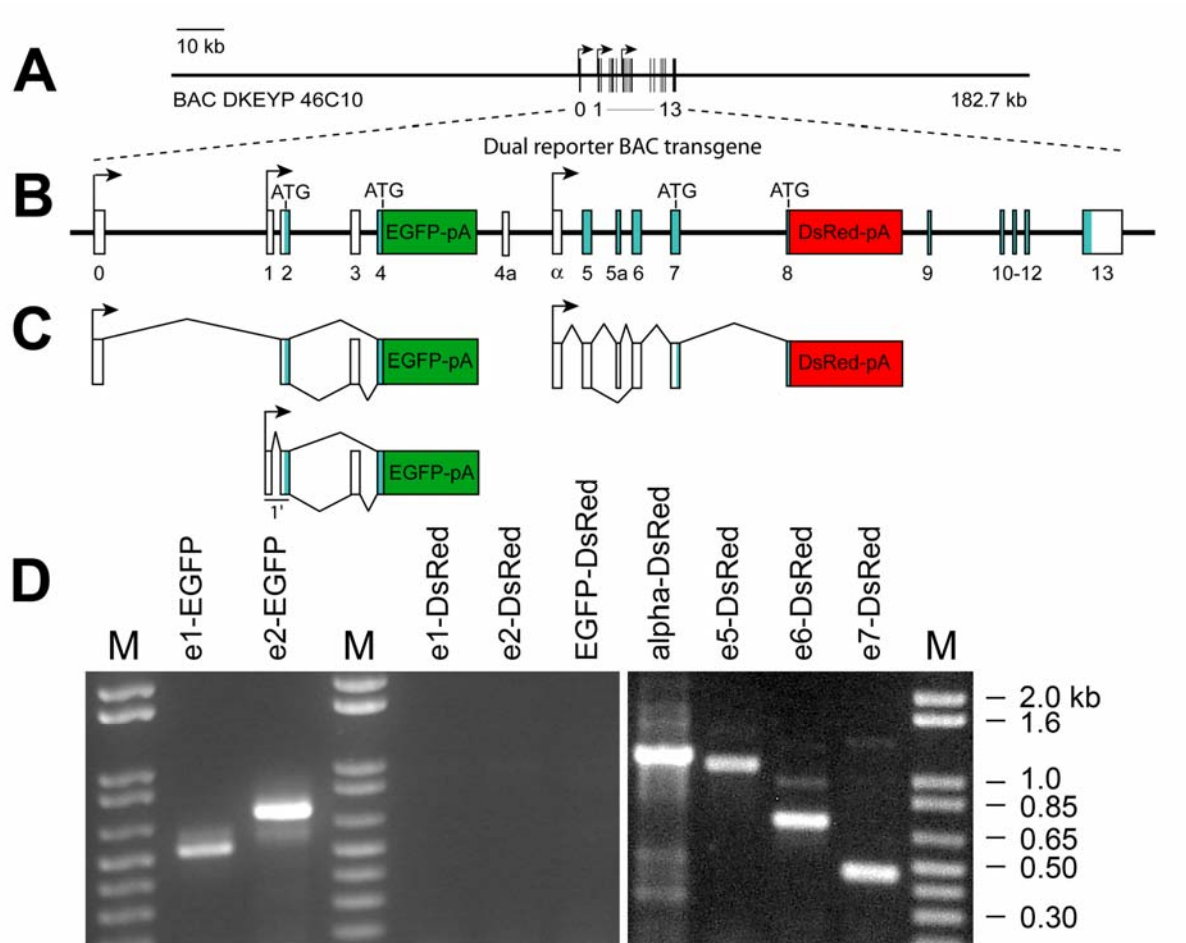 A
10 kb
BAC DKEYP 46C10
0 1 13
182.7 kb
Dual reporter BAC transgene
B
ATG ATG ATG ATG
EGFP-pA DsRed-pA
0 1 2 3 4 4a α 5 5a 6 7 8 9 10-12 13
C
EGFP-pA DsRed-pA
EGFP-pA
1'
D
M e1-EGFP e2-EGFP M e1-DsRed e2-DsRed EGFP-DsRed alpha-DsRed e5-DsRed e6-DsRed e7-DsRed M
2.0 kb
1.6
1.0
0.85
0.65
0.50
0.30